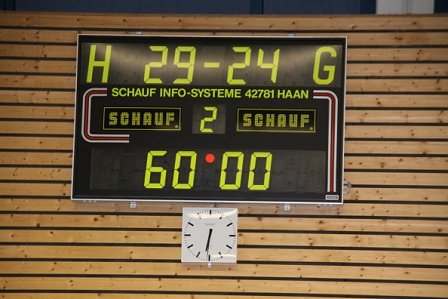 H 29-24 G
SCHAUF INFO-SYSTEME 42781 HAAN
SCHAUF. 2 SCHAUF.
60:00